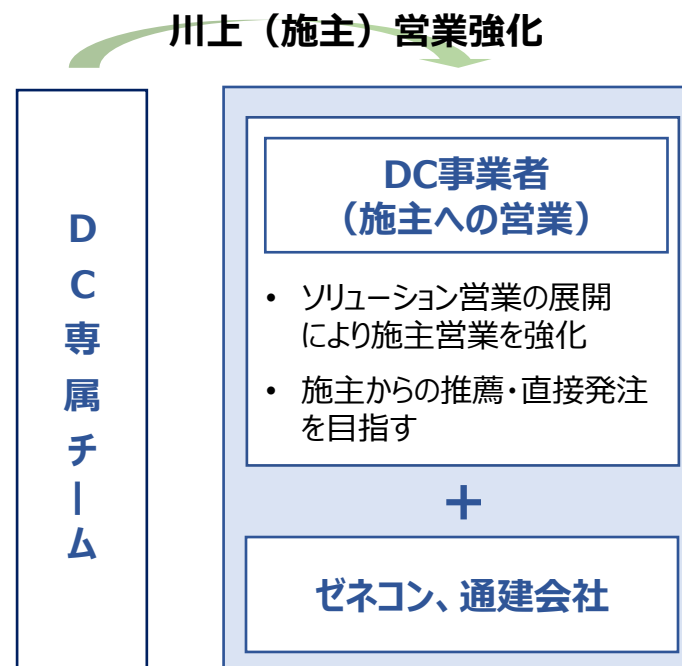 川上（施主）営業強化
DC専属チーム
DC事業者
（施主への営業）
• ソリューション営業の展開
により施主営業を強化
• 施主からの推薦・直接発注
を目指す
＋
ゼネコン、通建会社